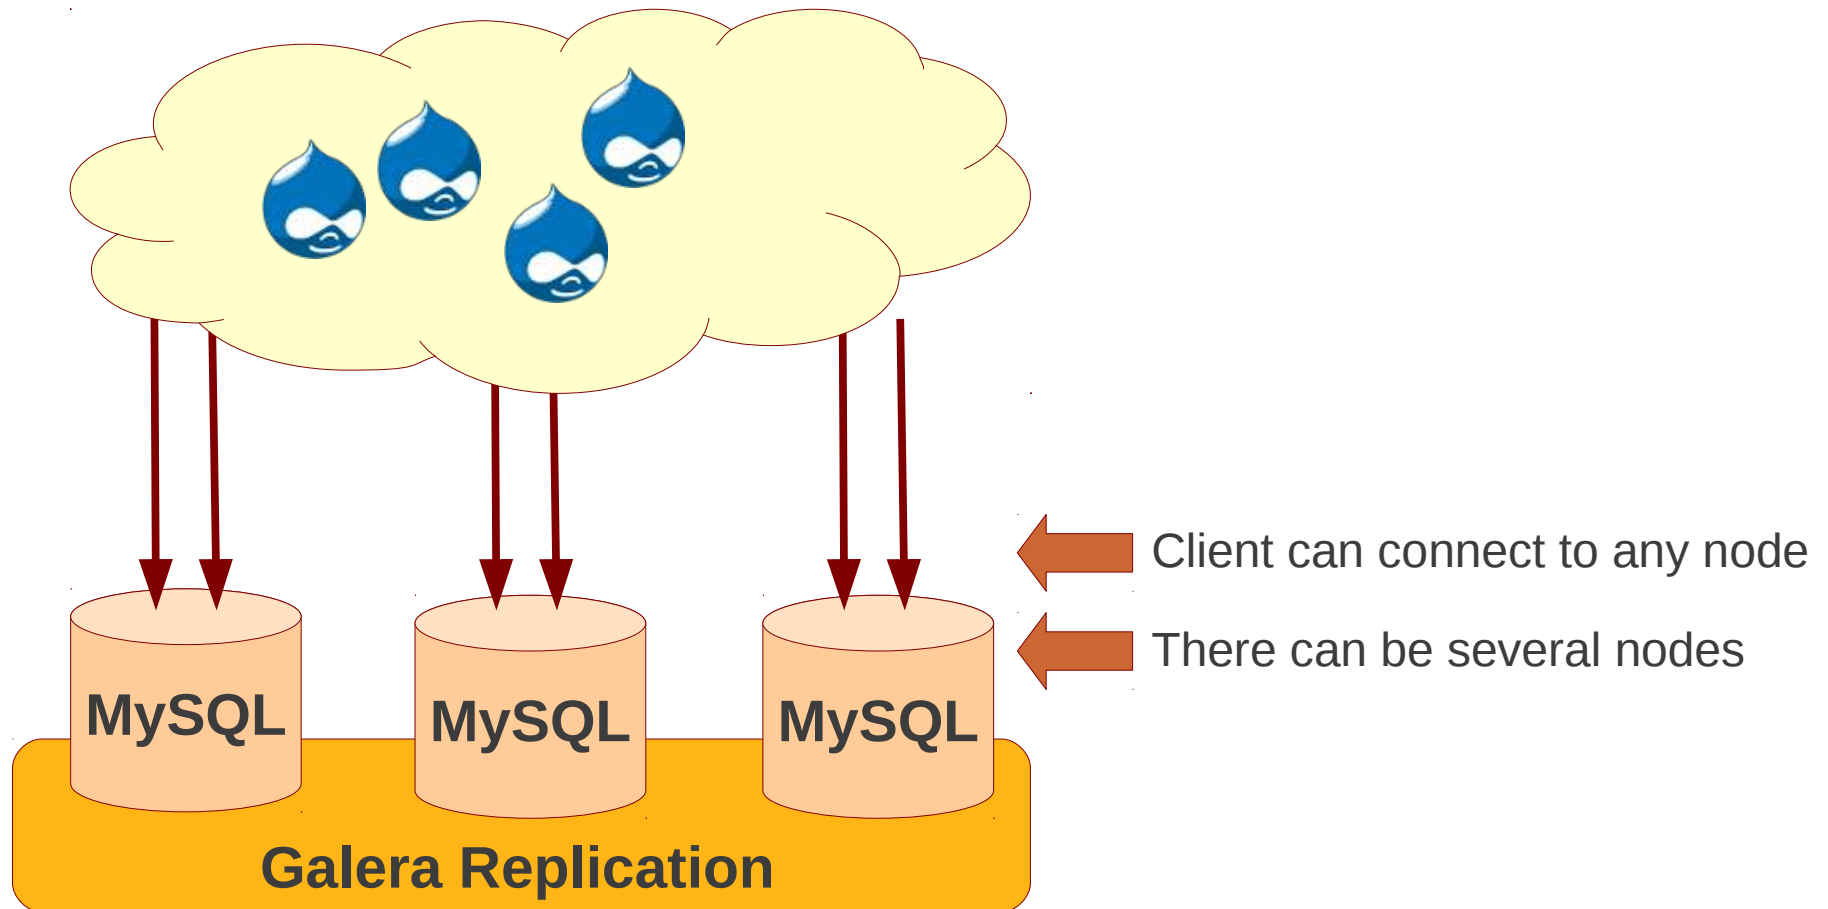 Client can connect to any node
There can be several nodes
MySQL
MySQL
MySQL
Galera Replication